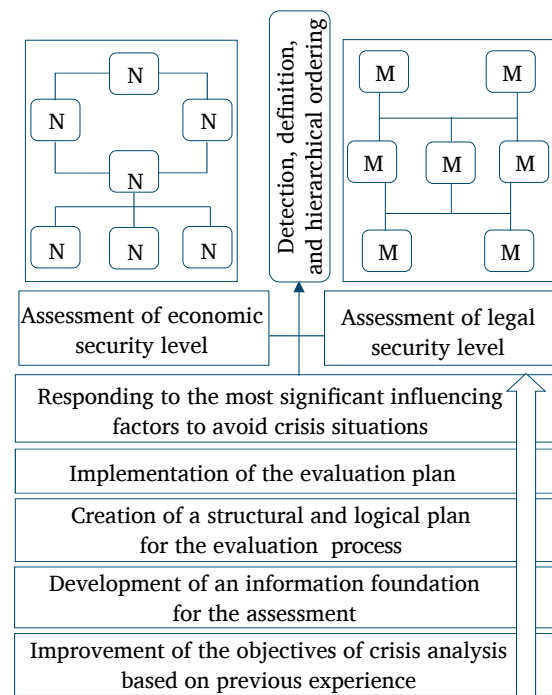 N
N
N
N
N
N
N
Detection, definition,
and hierarchical ordering
M
M
M
M
M
M
M
Assessment of economic
security level
Assessment of legal
security level
Responding to the most significant influencing
factors to avoid crisis situations
Implementation of the evaluation plan
Creation of a structural and logical plan
for the evaluation process
Development of an information foundation
for the assessment
Improvement of the objectives of crisis analysis
based on previous experience